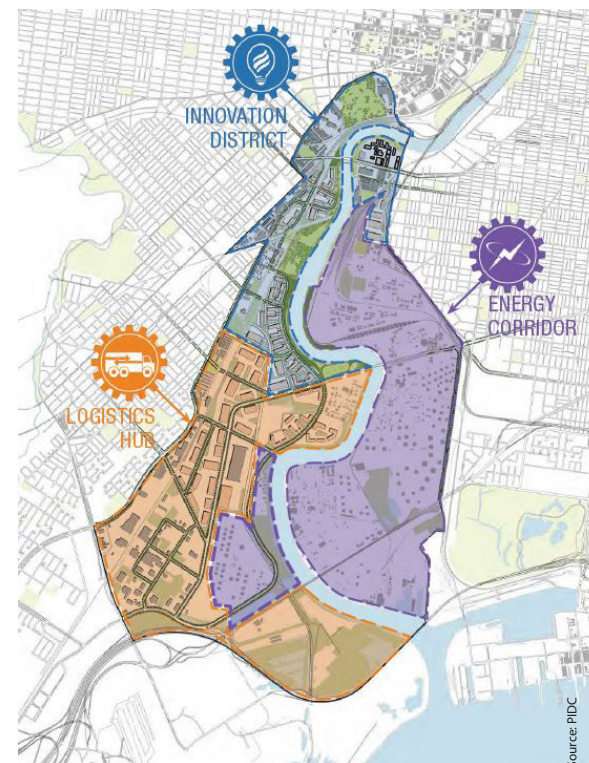 INNOVATION
DISTRICT
ENERGY
CORRIDOR
LOGISTICS
HUB
Source: PIDC